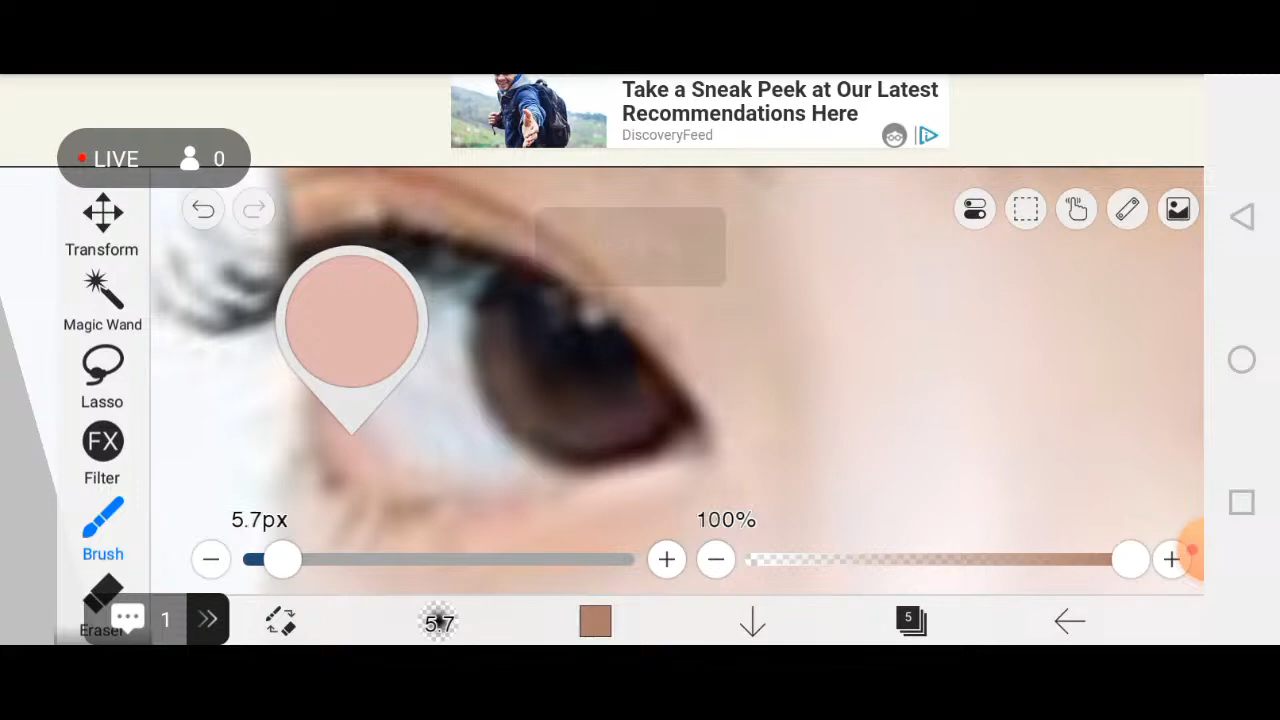 Take a Sneak Peek at Our Latest
Recommendations Here
DiscoveryFeed
LIVE 0
Transform
Magic Wand
Lasso
FX
Filter
5.7px
100%
Brush
Eraser
1
5.7
5